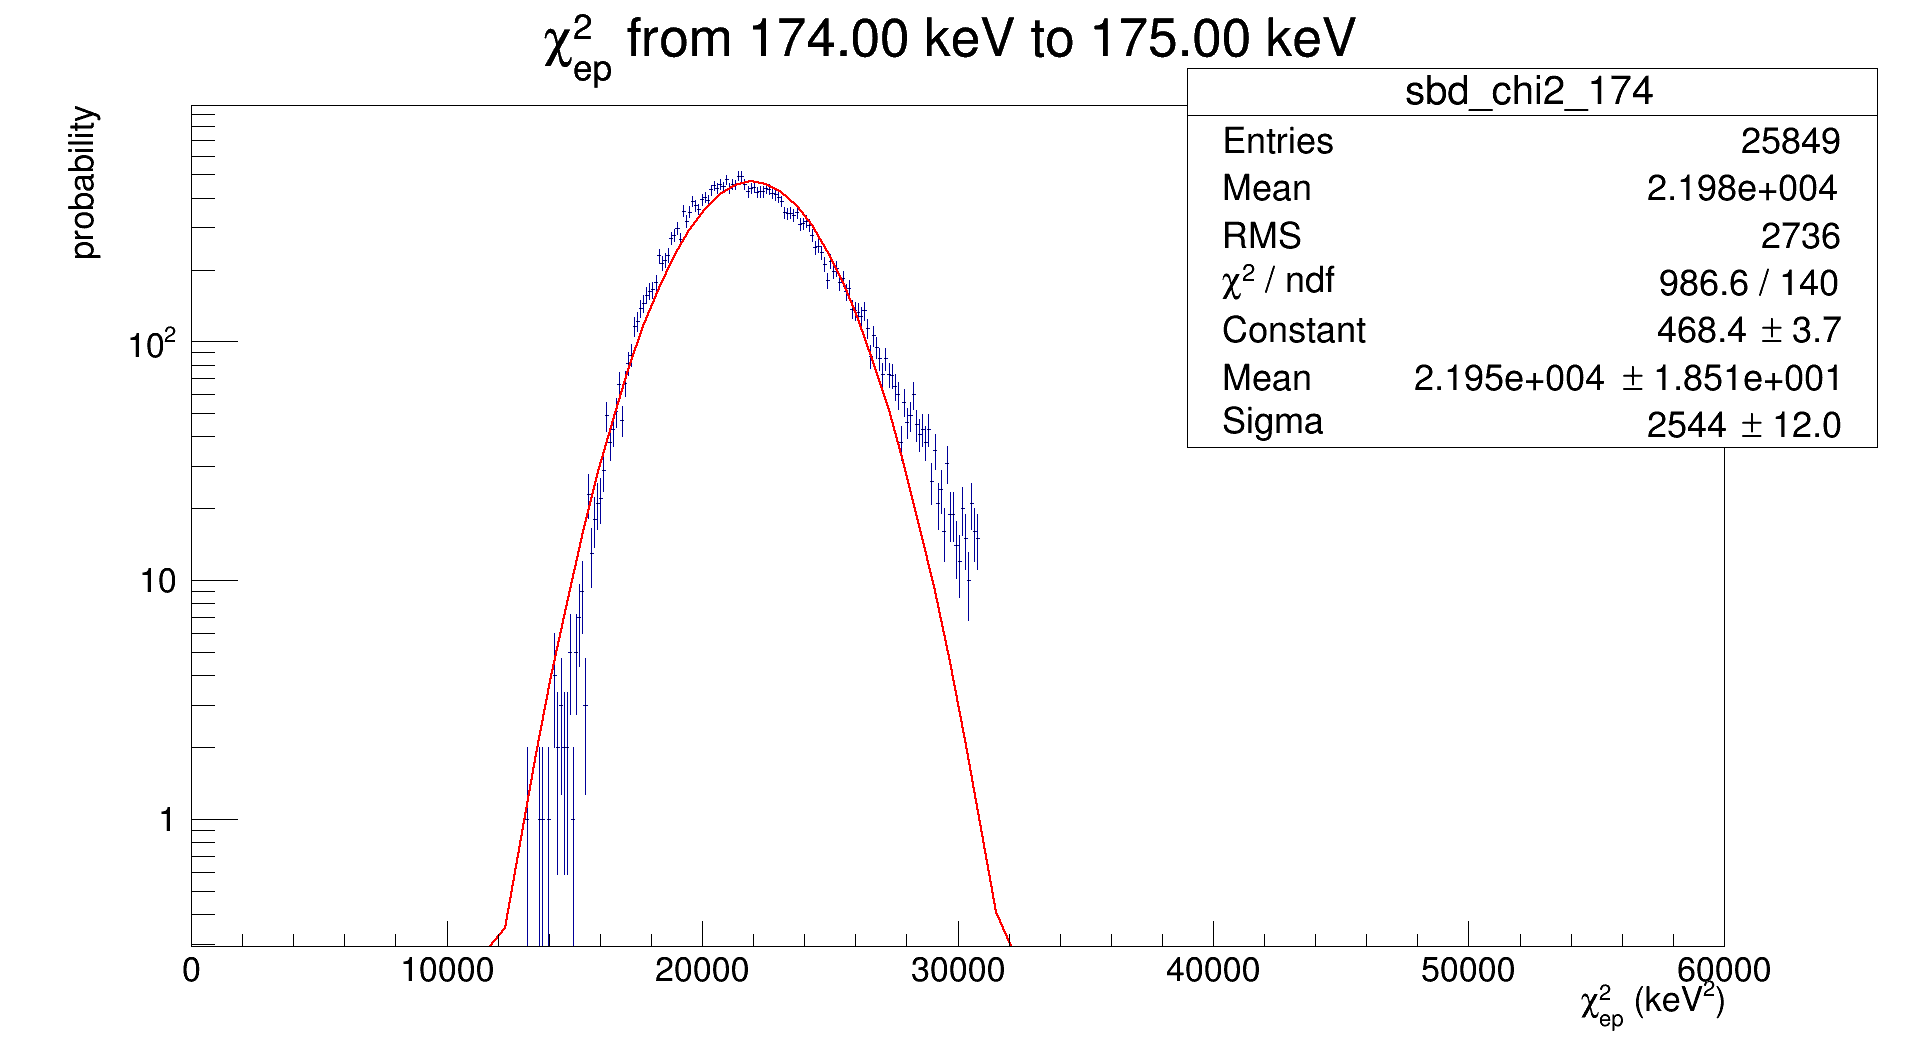 χ²ep from 174.00 keV to 175.00 keV
sbd_chi2_174
Entries 25849
Mean 2.198e+004
RMS 2736
χ² / ndf 986.6 / 140
Constant 468.4 ± 3.7
Mean 2.195e+004 ± 1.851e+001
Sigma 2544 ± 12.0
probability
10²
10
1
0 10000 20000 30000 40000 50000 60000
χ²ep (keV²)